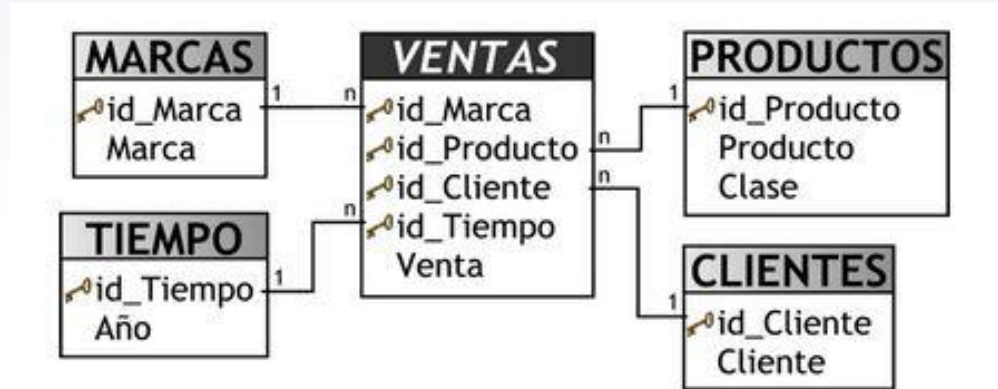 MARCAS
id_Marca
Marca
1
n
VENTAS
id_Marca
id_Producto
id_Cliente
id_Tiempo
Venta
n
n
n
1
PRODUCTOS
id_Producto
Producto
Clase
TIEMPO
id_Tiempo
Año
1
1
CLIENTES
id_Cliente
Cliente